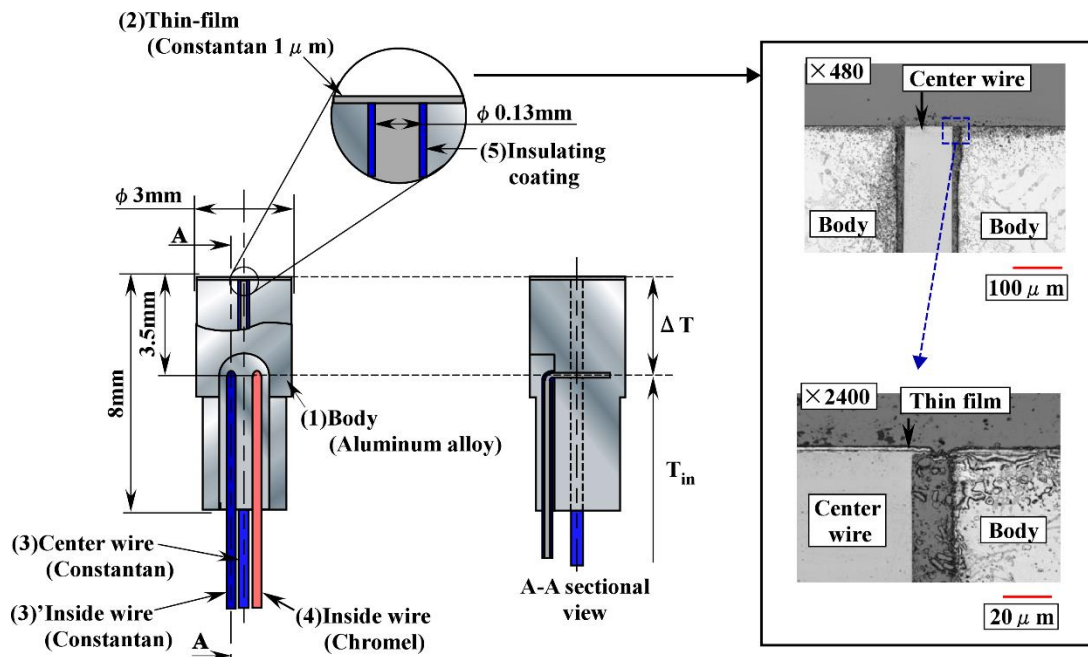 (2)Thin-film
(Constantan 1 μ m)
φ 0.13mm
(5)Insulating
coating
φ 3mm
A
3.5mm
8mm
(1)Body
(Aluminum alloy)
(3)Center wire
(Constantan)
(3)’Inside wire
(Constantan)
A
(4)Inside wire
(Chromel)
Δ T
Tin
A-A sectional
view
×480
Center wire
Body
Body
100 μ m
×2400
Thin film
Center
wire
Body
20 μ m